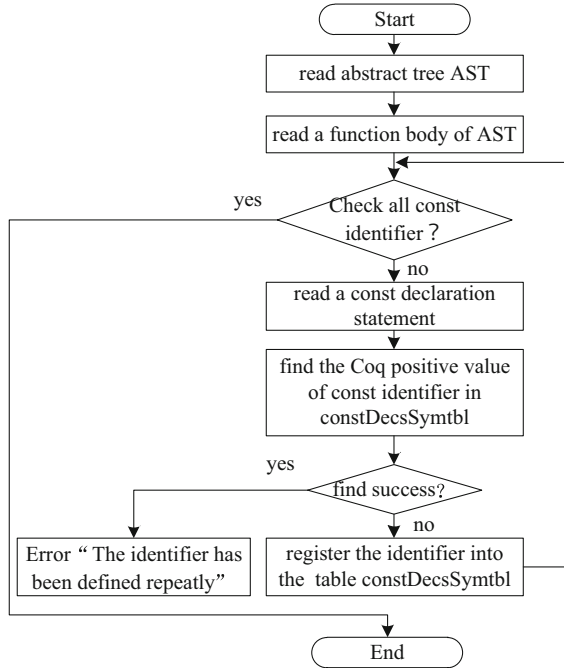 Start
read abstract tree AST
read a function body of AST
yes
Check all const
identifier？
no
read a const declaration
statement
find the Coq positive value
of const identifier in
constDecsSymtbl
yes
find success?
no
Error“ The identifier has
been defined repeatly”
register the identifier into
the table constDecsSymtbl
End